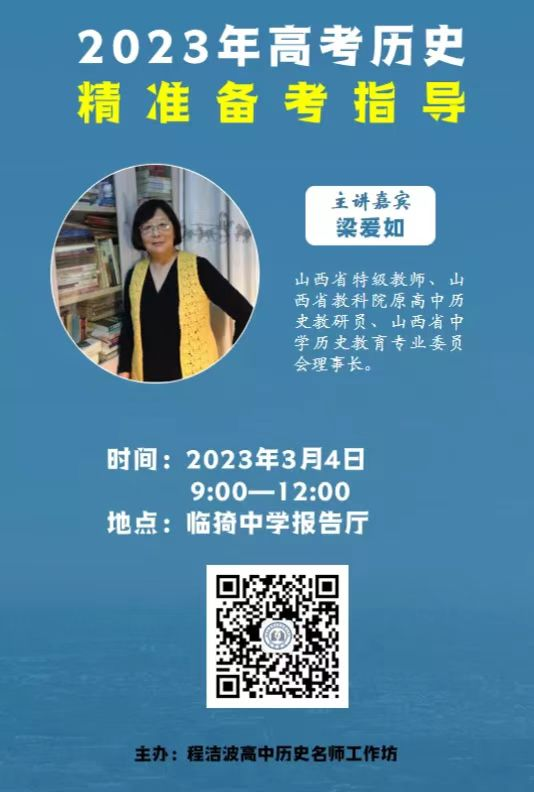 2023年高考历史
精准备考指导
主讲嘉宾
梁爱如
山西省特级教师、山
西省教科院原高中历
史教研员、山西省中
学历史教育专业委员
会理事长。
时间：2023年3月4日
9:00—12:00
地点：临猗中学报告厅
主办：程洁波高中历史名师工作坊